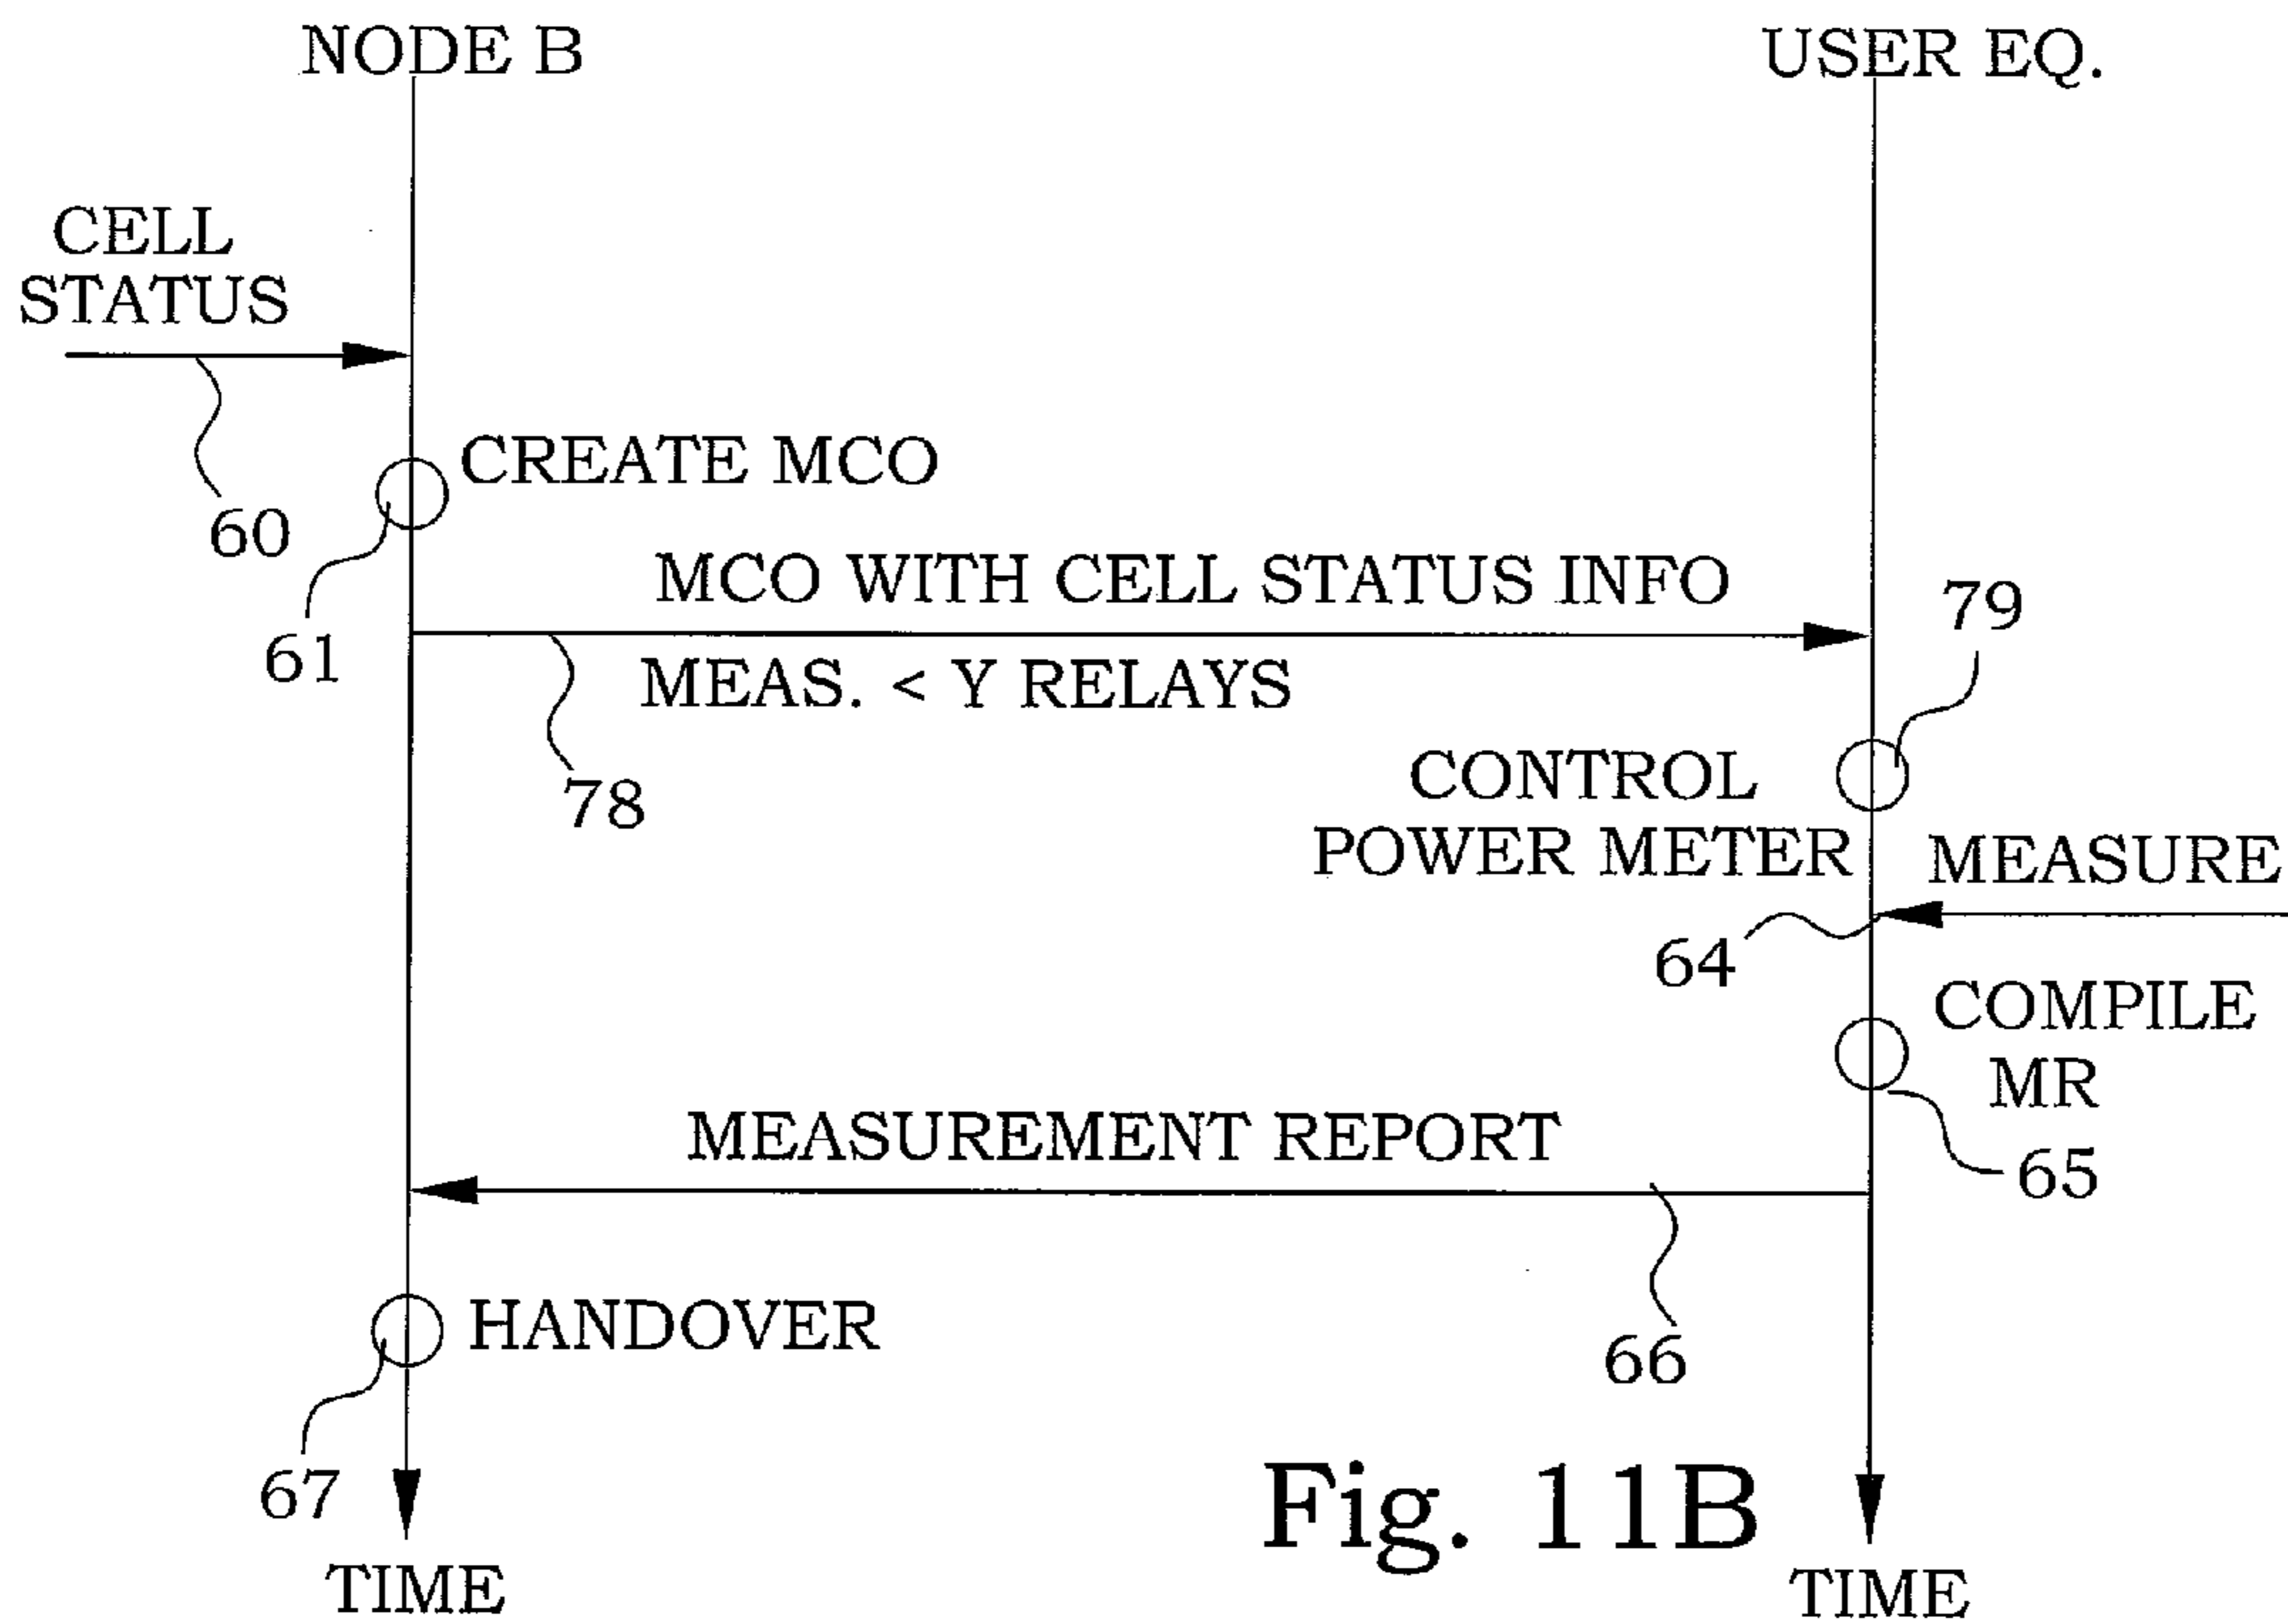 NODE B
USER EQ.
CELL
STATUS
60
CREATE MCO
61
MCO WITH CELL STATUS INFO
MEAS. < Y RELAYS
78
79
CONTROL
POWER METER
MEASURE
64
COMPILE
MR
65
MEASUREMENT REPORT
66
HANDOVER
67
Fig. 11B
TIME
TIME